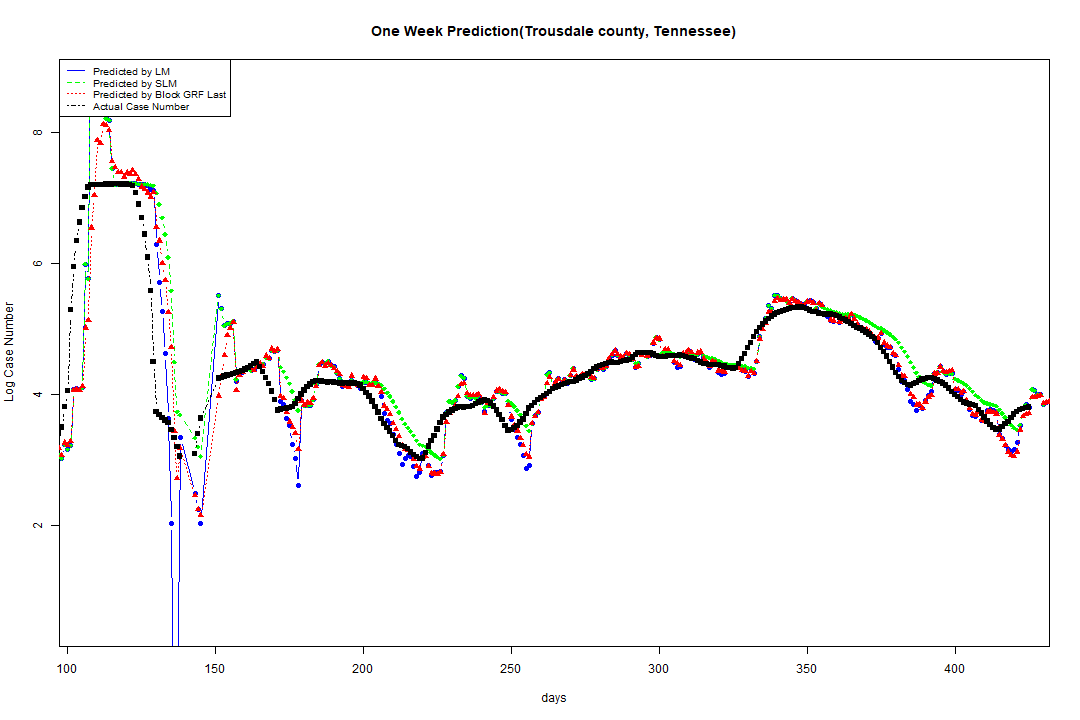 One Week Prediction(Trousdale county, Tennessee)
Predicted by LM
Predicted by SLM
Predicted by Block GRF Last
Actual Case Number
8
6
4
2
Log Case Number
100 150 200 250 300 350 400
days